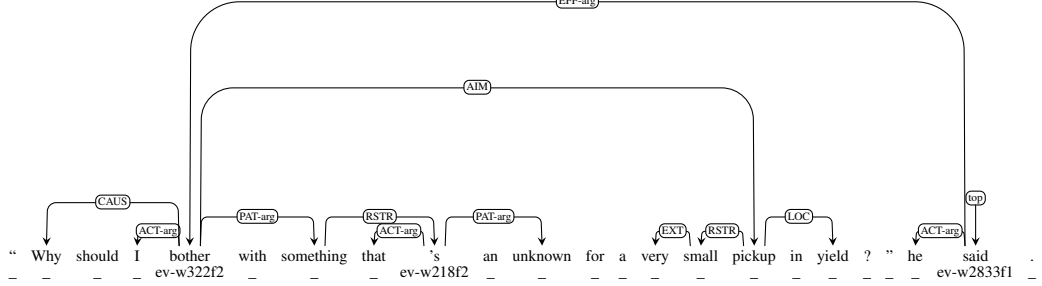 EFF-arg
AIM
top
CAUS
PAT-arg RSTR PAT-arg LOC
ACT-arg ACT-arg EXT RSTR ACT-arg
“ Why should I bother with something that 's an unknown for a very small pickup in yield ? ” he said .
_ _ _ _ ev-w322f2 _ _ _ ev-w218f2 _ _ _ _ _ _ _ _ _ _ _ _ ev-w2833f1 _